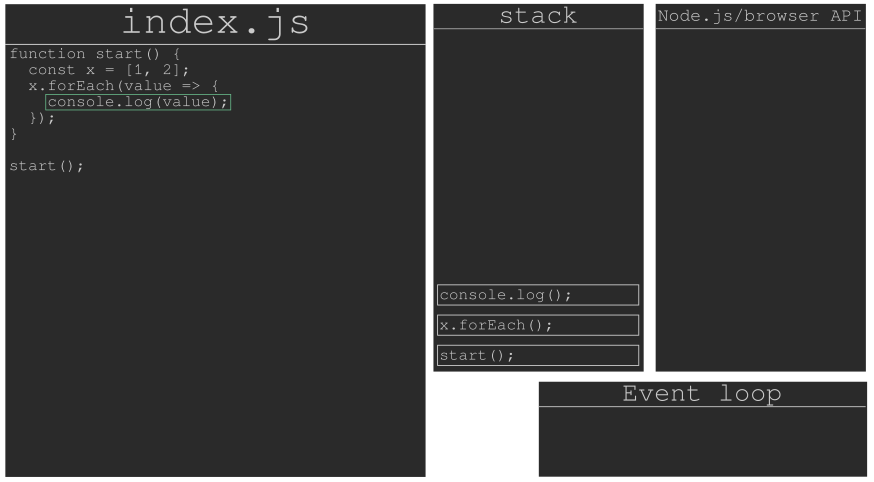 index.js
function start() {
  const x = [1, 2];
  x.forEach(value => {
    console.log(value);
  });
}
start();
stack
console.log();
x.forEach();
start();
Node.js/browser API
Event loop